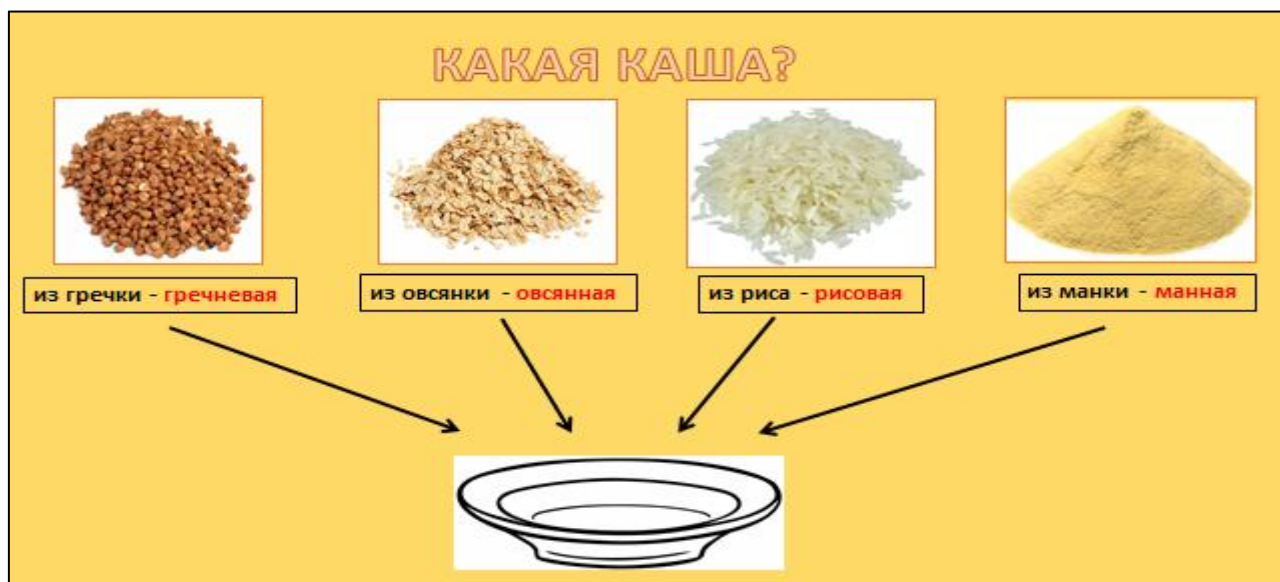 КАКАЯ КАША?
из гречки - гречневая
из овсянки - овсянная
из риса - рисовая
из манки - манная